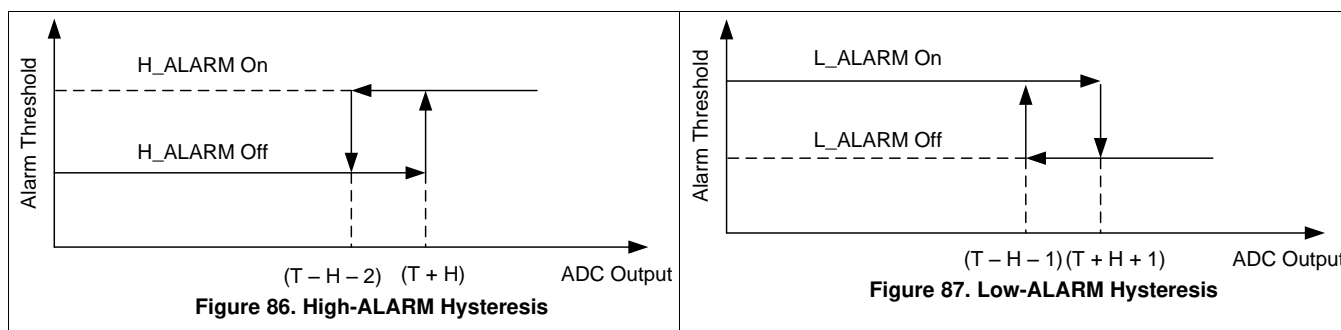 Alarm Threshold
H_ALARM On
H_ALARM Off
(T – H – 2) (T + H) ADC Output
Figure 86. High-ALARM Hysteresis
Alarm Threshold
L_ALARM On
L_ALARM Off
(T – H – 1) (T + H + 1) ADC Output
Figure 87. Low-ALARM Hysteresis